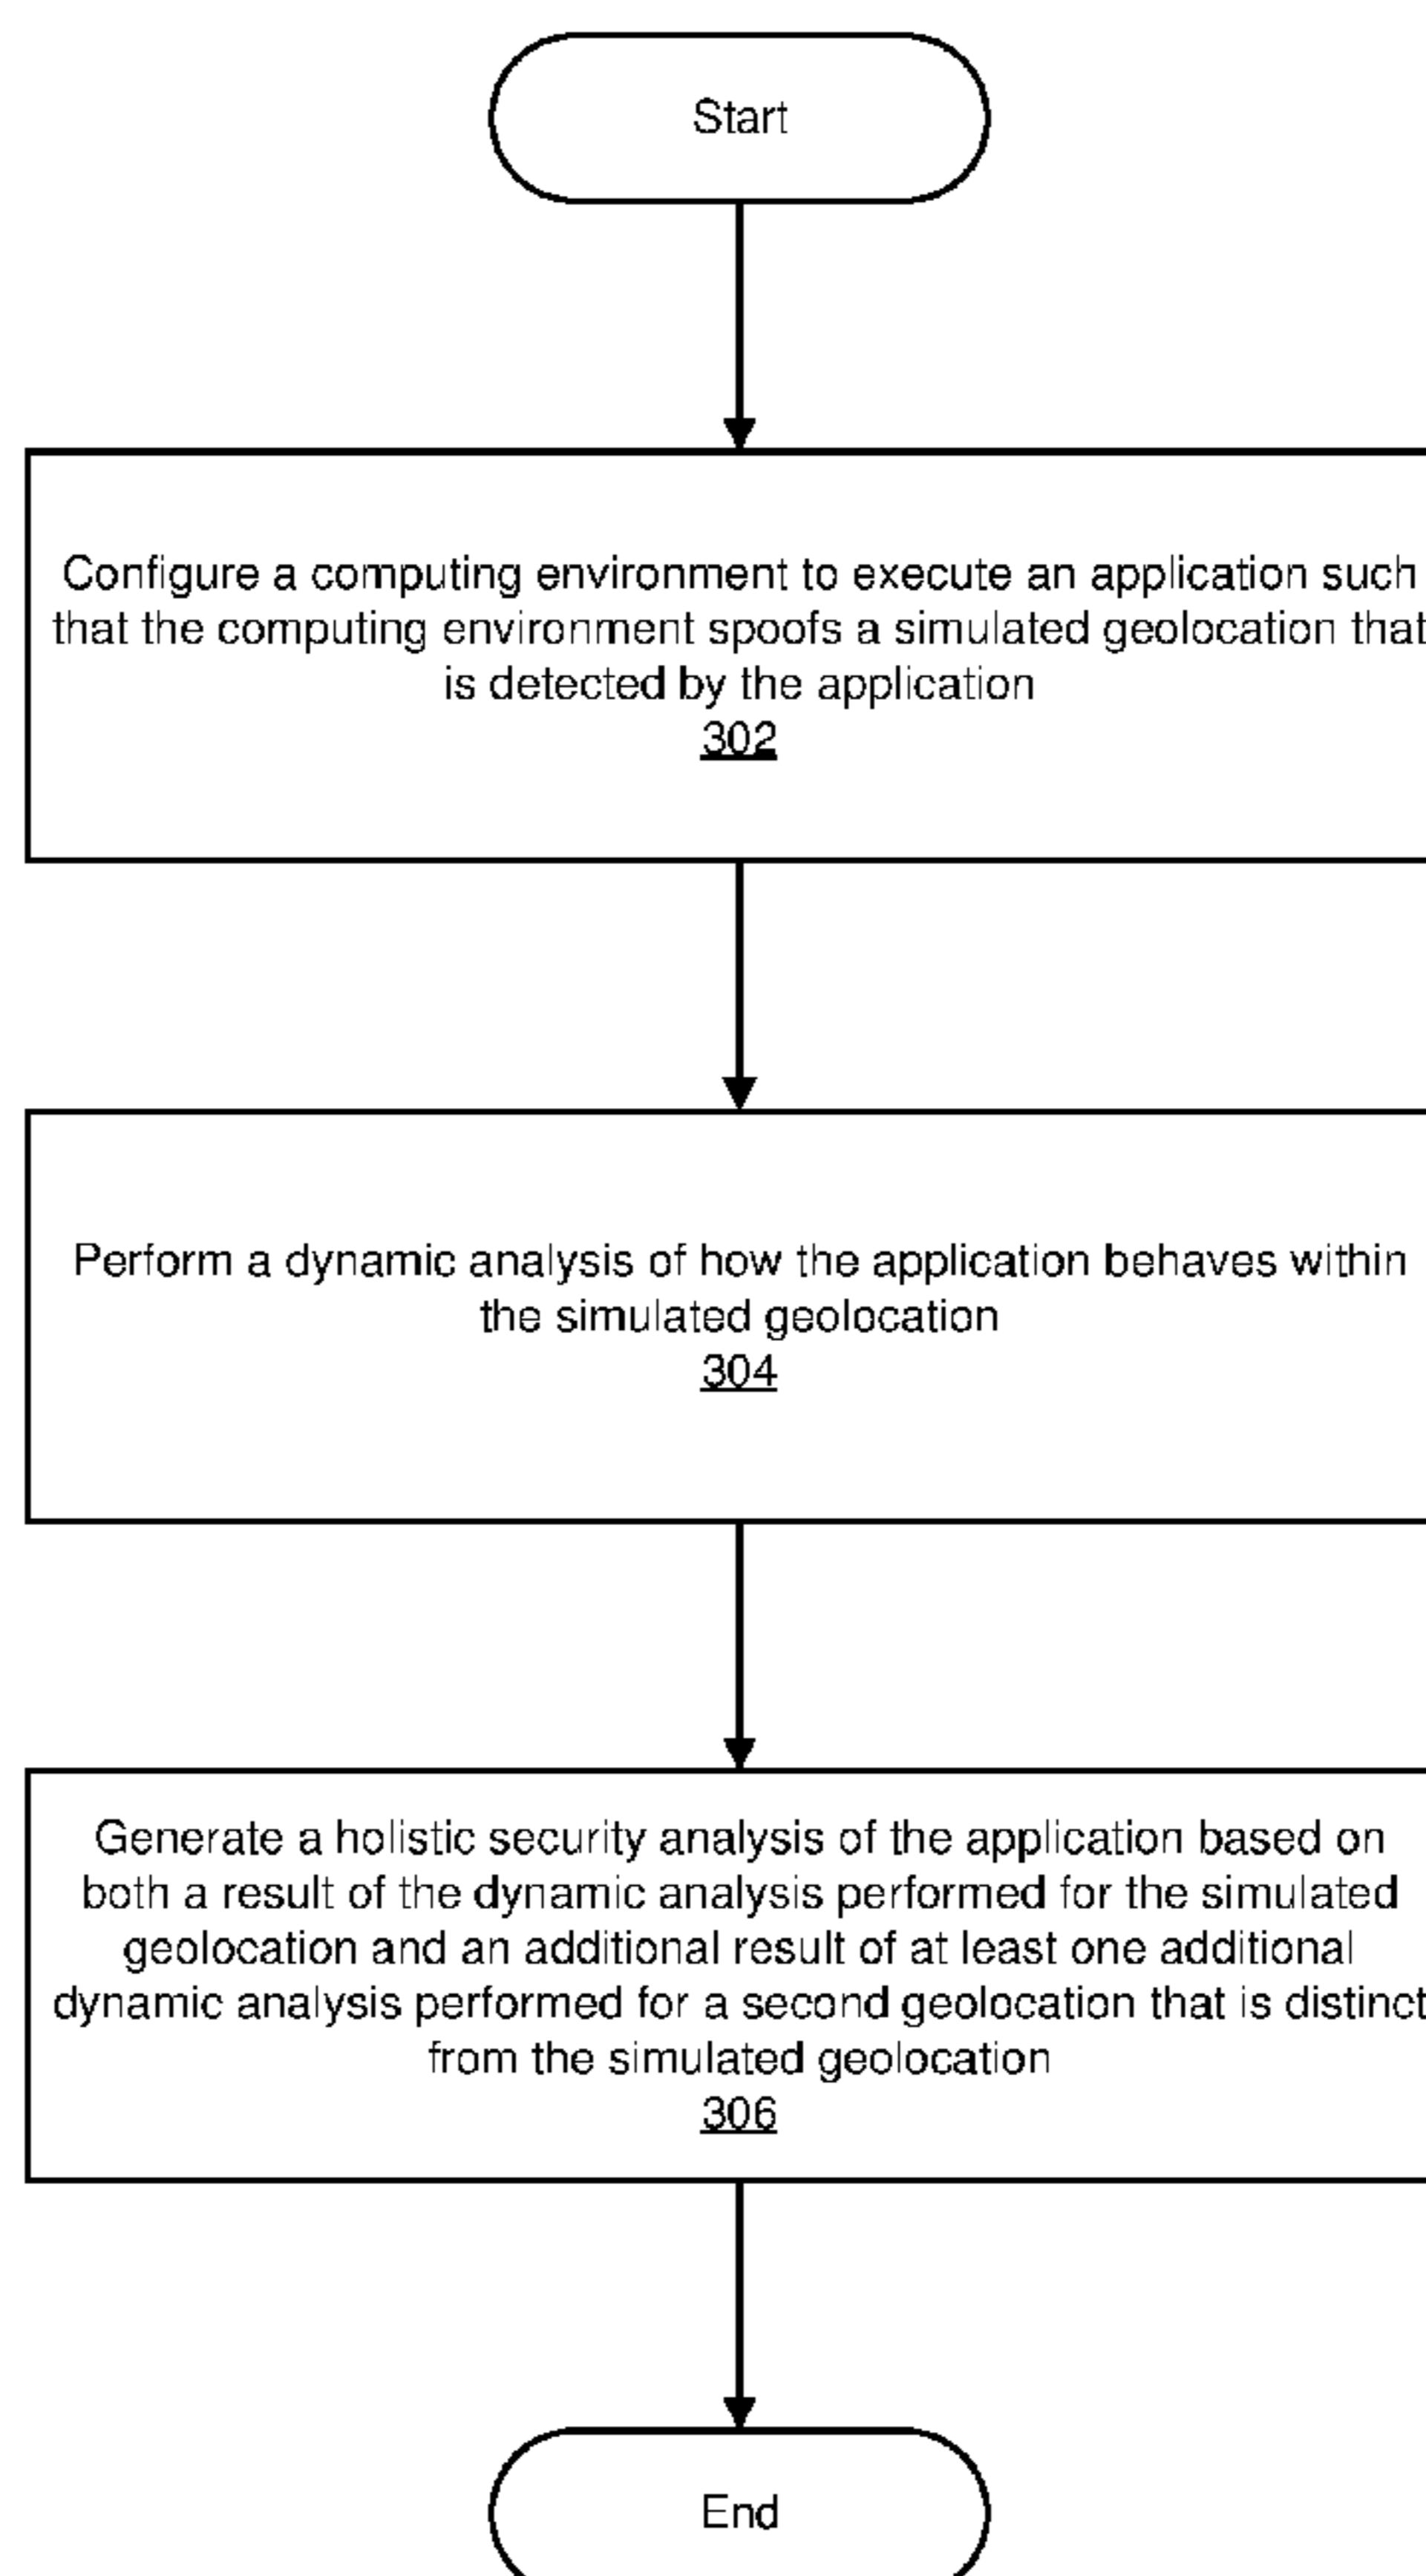 Start
Configure a computing environment to execute an application such
that the computing environment spoofs a simulated geolocation that
is detected by the application
302
Perform a dynamic analysis of how the application behaves within
the simulated geolocation
304
Generate a holistic security analysis of the application based on
both a result of the dynamic analysis performed for the simulated
geolocation and an additional result of at least one additional
dynamic analysis performed for a second geolocation that is distinct
from the simulated geolocation
306
End